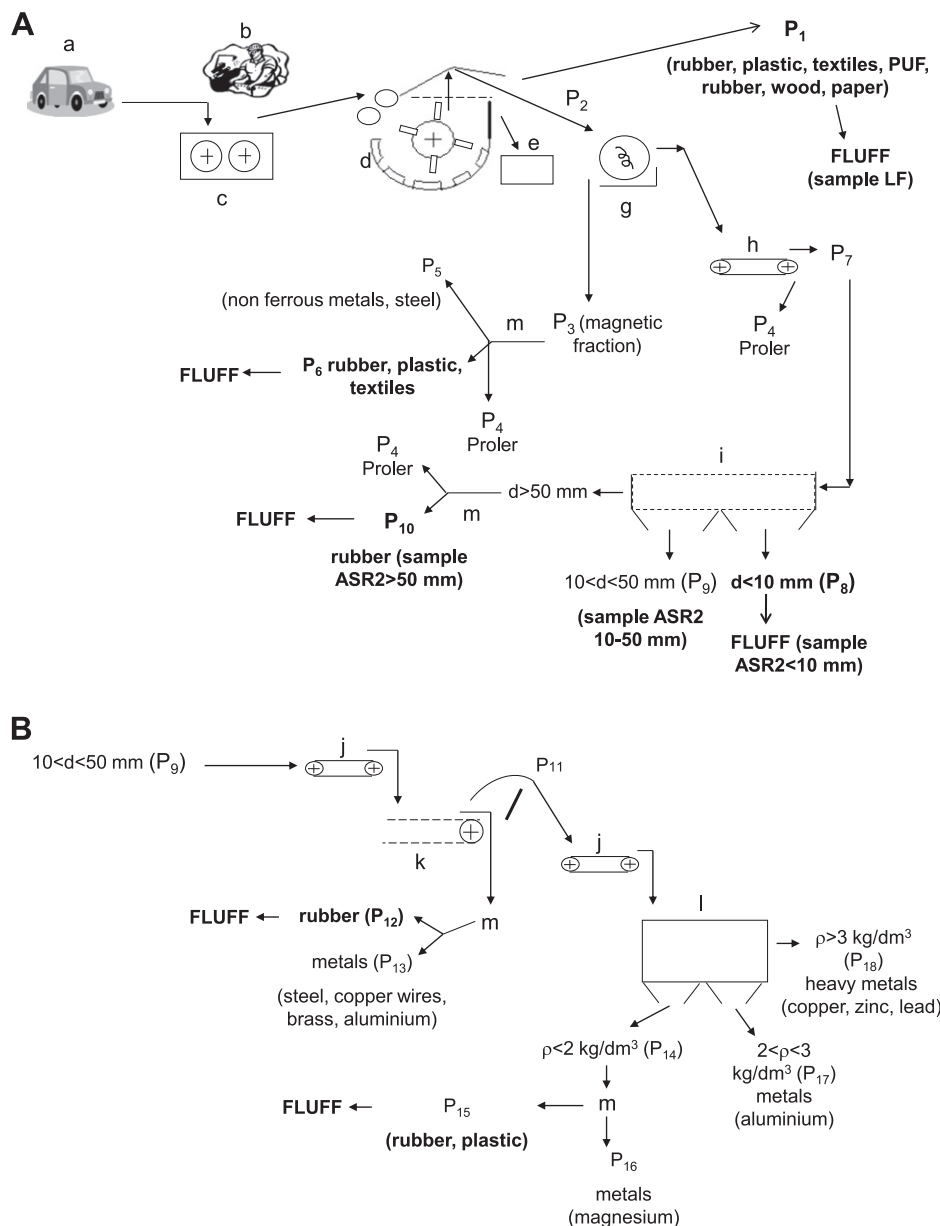 A
a
b
c
d
e
P₁
(rubber, plastic, textiles, PUF,
rubber, wood, paper)
FLUFF
(sample LF)
P₂
g
h
P₇
P₄
Proler
P₅
(non ferrous metals, steel)
m
P₃ (magnetic
fraction)
FLUFF
P₆ rubber, plastic,
textiles
P₄
Proler
P₄
Proler
i
d>50 mm
m
FLUFF
P₁₀
rubber (sample
ASR2>50 mm)
10<d<50 mm (P₉)
(sample ASR2
10-50 mm)
d<10 mm (P₈)
FLUFF (sample
ASR2<10 mm)
B
10<d<50 mm (P₉)
j
k
P₁₁
j
l
FLUFF
rubber (P₁₂)
m
metals (P₁₃)
(steel, copper wires,
brass, aluminium)
ρ>3 kg/dm³
(P₁₈)
heavy metals
(copper, zinc, lead)
ρ<2 kg/dm³ (P₁₄)
2<ρ<3
kg/dm³ (P₁₇)
metals
(aluminium)
FLUFF
P₁₅
(rubber, plastic)
m
P₁₆
metals
(magnesium)